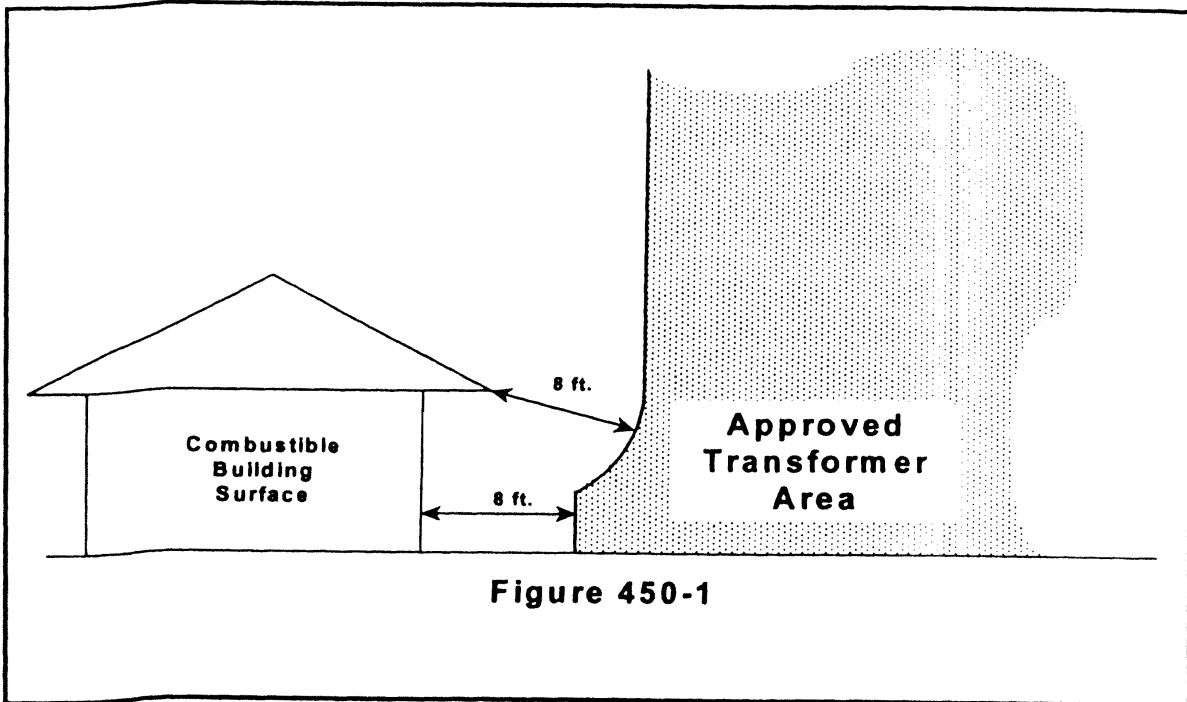 8 ft.
Combustible
Building
Surface
8 ft.
Approved
Transformer
Area
Figure 450-1